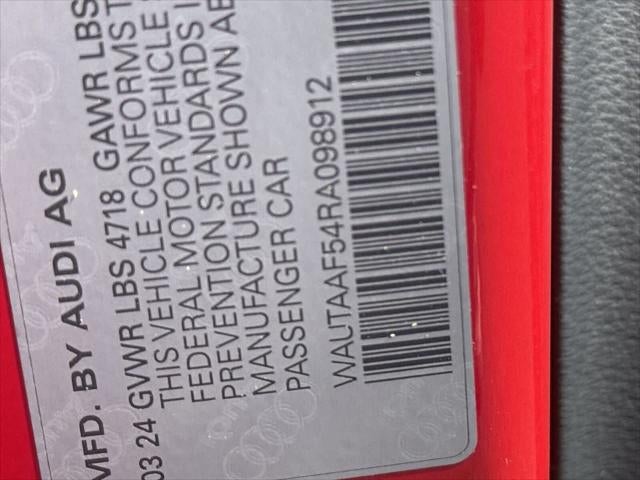 MFD. BY AUDI AG
03 24 GVWR LBS 4718 GAWR LBS
THIS VEHICLE CONFORMS
FEDERAL MOTOR VEHICLE
PREVENTION STANDARDS
MANUFACTURE SHOWN
PASSENGER CAR
WAUTAAF54RA098912